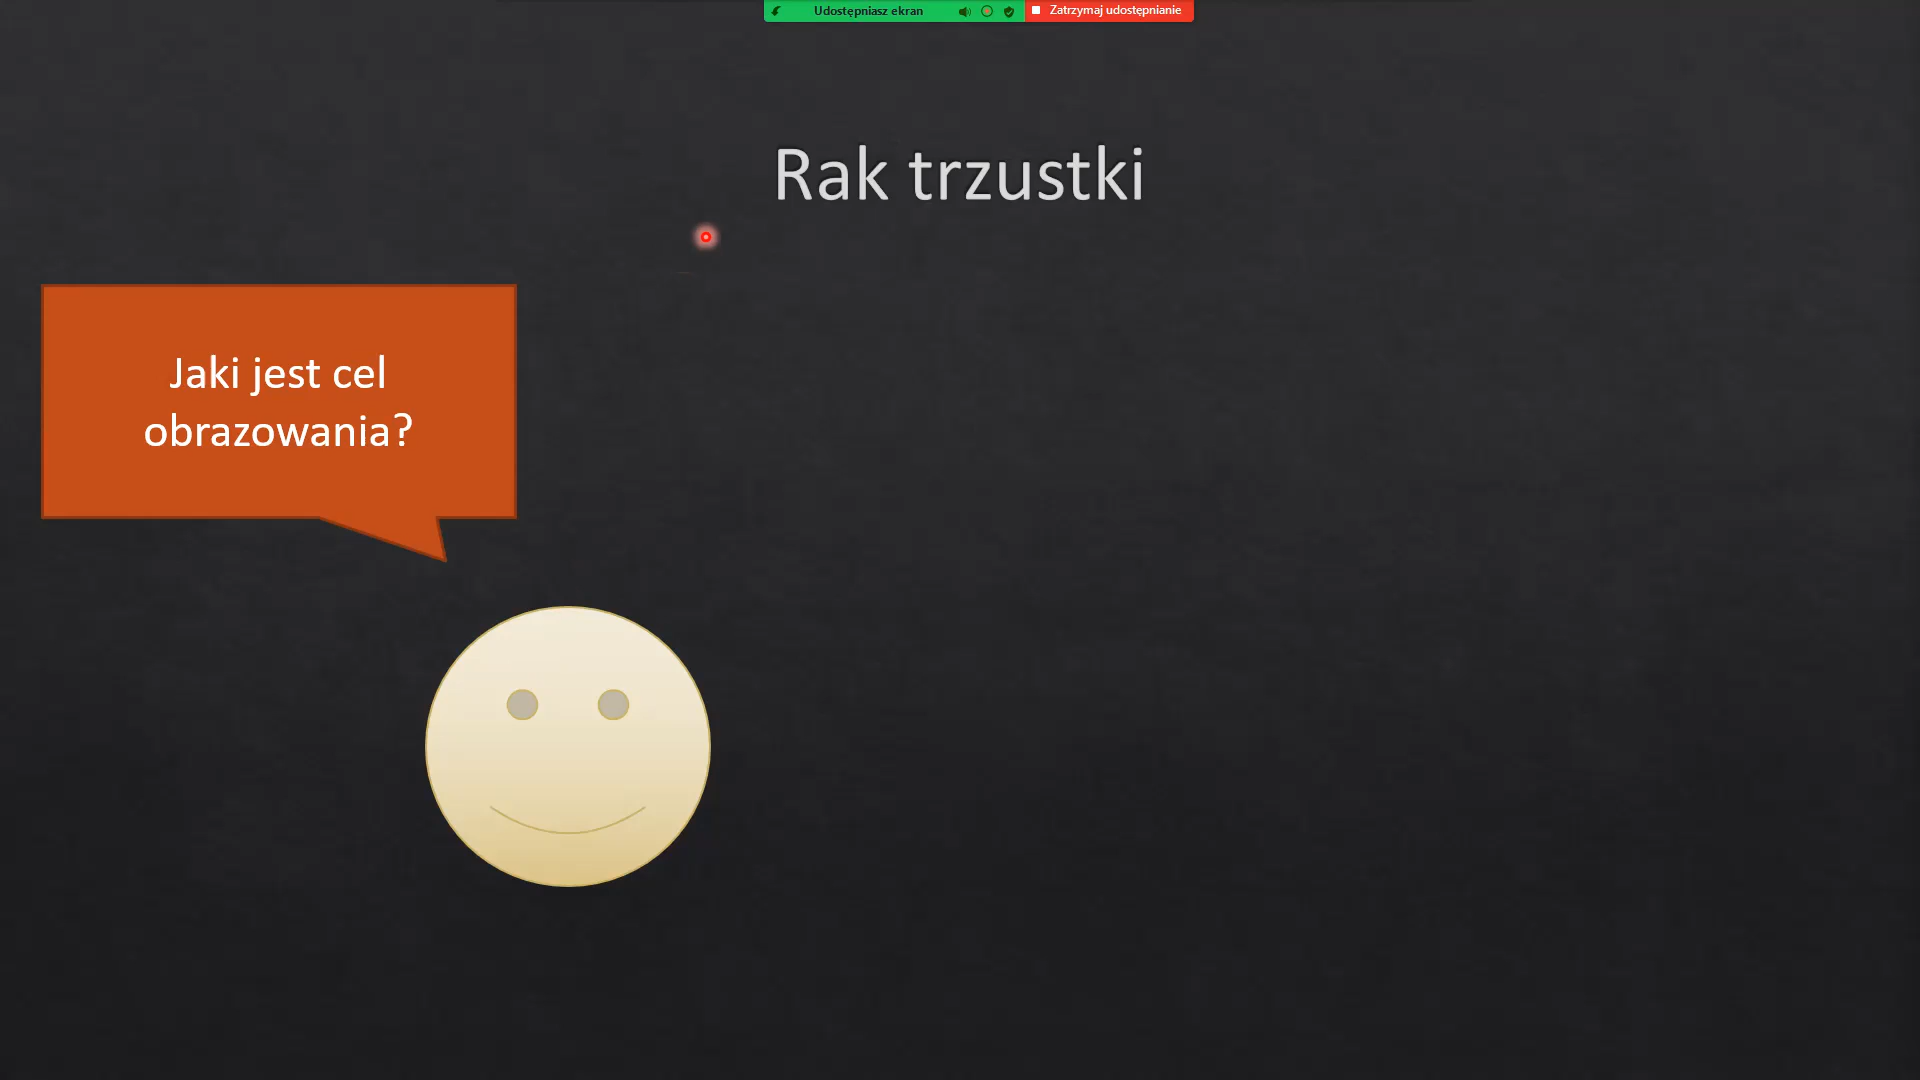 Udostępniasz ekran
Zatrzymaj udostępnianie
Rak trzustki
Jaki jest cel
obrazowania?